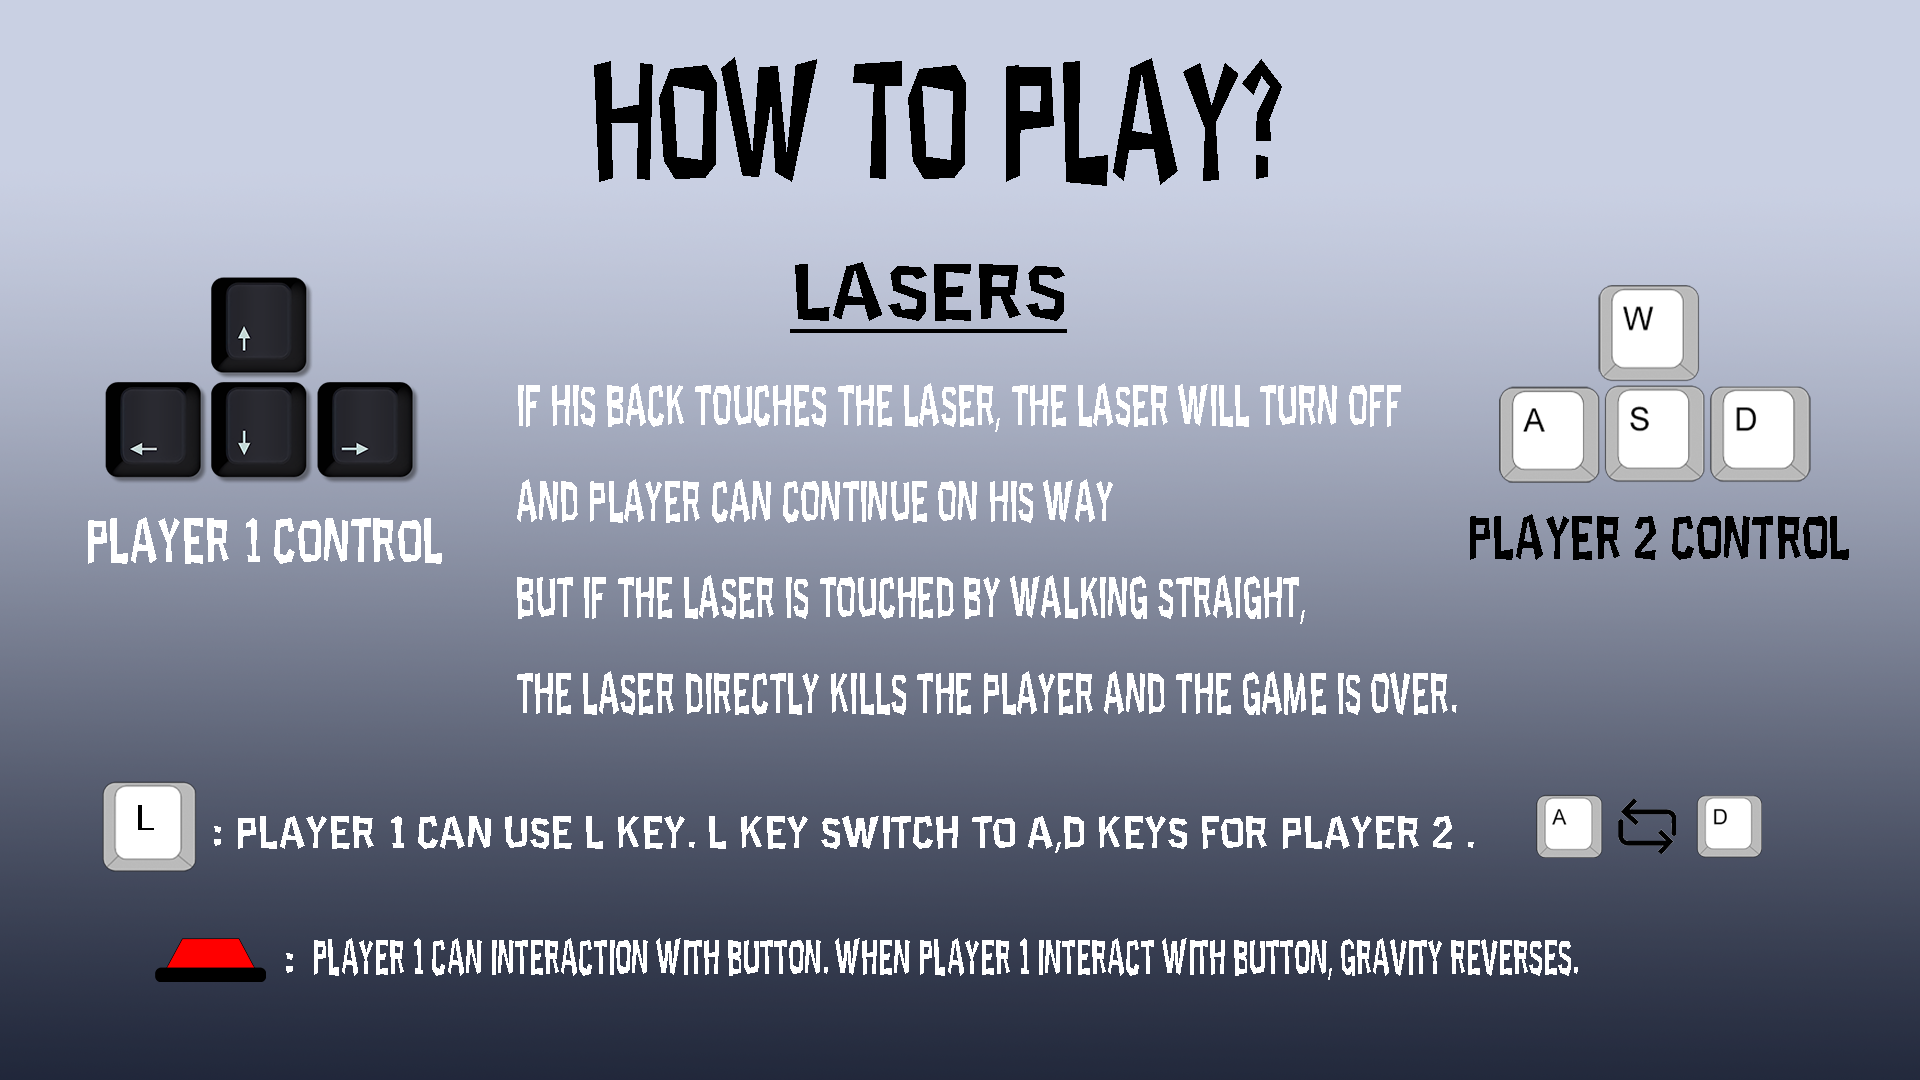 HOW TO PLAY?
LASERS
↑
← ↓ →
PLAYER 1 CONTROL
IF HIS BACK TOUCHES THE LASER, THE LASER WILL TURN OFF
AND PLAYER CAN CONTINUE ON HIS WAY
BUT IF THE LASER IS TOUCHED BY WALKING STRAIGHT,
THE LASER DIRECTLY KILLS THE PLAYER AND THE GAME IS OVER.
W
A S D
PLAYER 2 CONTROL
L : PLAYER 1 CAN USE L KEY. L KEY SWITCH TO A,D KEYS FOR PLAYER 2 . A D
: PLAYER 1 CAN INTERACTION WITH BUTTON. WHEN PLAYER 1 INTERACT WITH BUTTON, GRAVITY REVERSES.